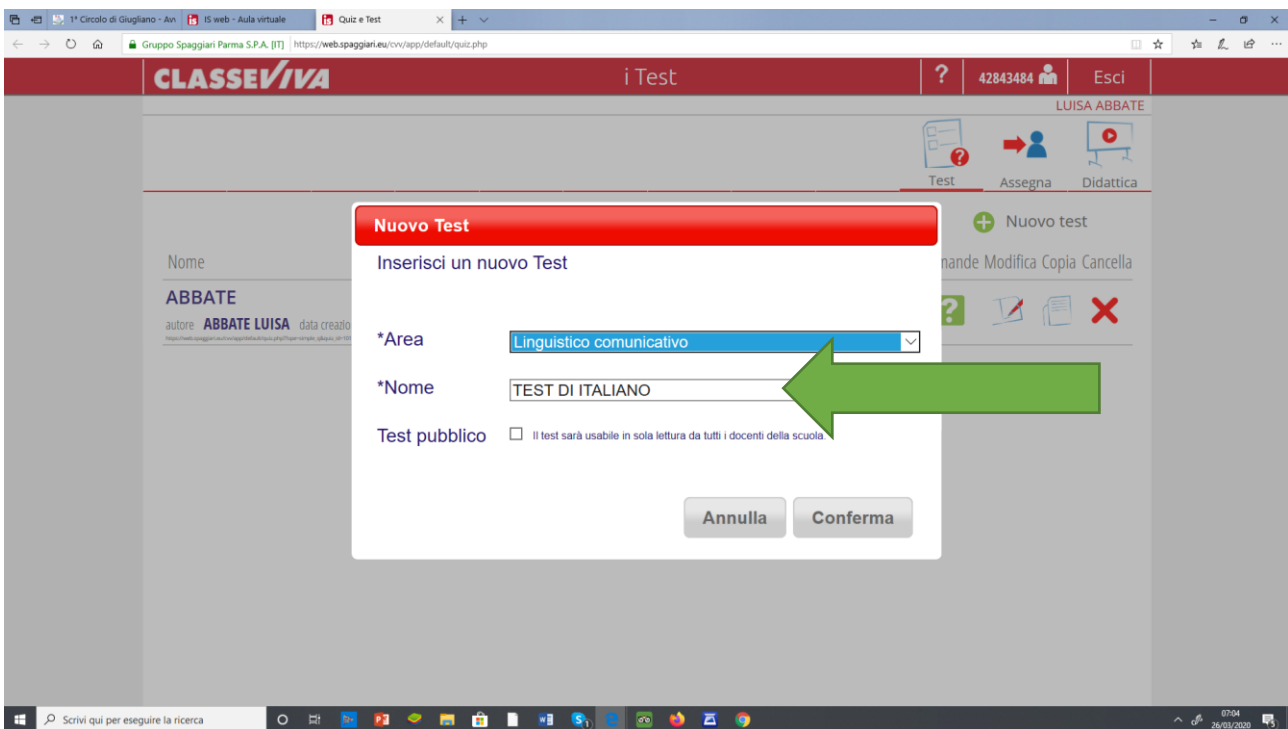 1° Circolo di Giugliano - Avv
IS web - Aula virtuale
Quiz e Test
Gruppo Spaggiari Parma S.P.A. [IT]
https://web.spaggiari.eu/cvv/app/default/quiz.php
CLASSEVIVA
i Test
?
42843484
Esci
LUISA ABBATE
Test
Assegna
Didattica
Nuovo test
Nome
mande Modifica Copia Cancella
ABBATE
autore ABBATE LUISA data creazio
Nuovo Test
Inserisci un nuovo Test
*Area
Linguistico comunicativo
*Nome
TEST DI ITALIANO
Test pubblico
Il test sarà usabile in sola lettura da tutti i docenti della scuola.
Annulla
Conferma
Scrivi qui per eseguire la ricerca
07:04
26/03/2020